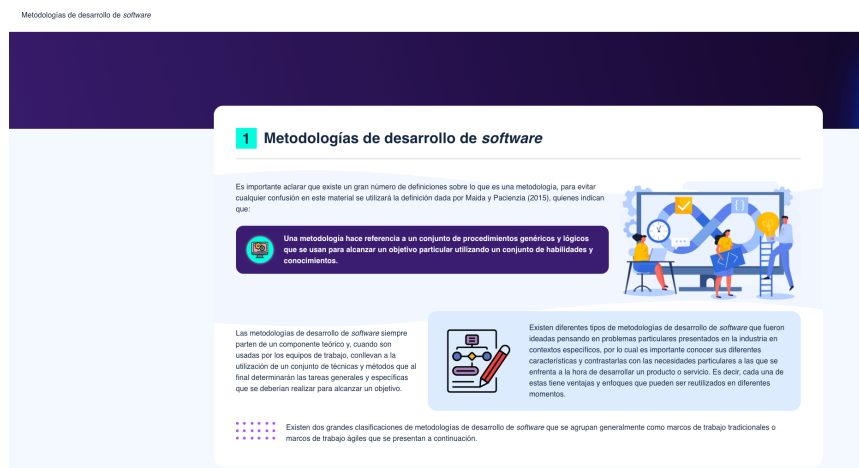 Metodologías de desarrollo de software
1 Metodologías de desarrollo de software
Es importante aclarar que existe un gran número de definiciones sobre lo que es una metodología, para evitar
cualquier confusión en este material se utilizará la definición dada por Maida y Pacienzia (2015), quienes indican
que:
Una metodología hace referencia a un conjunto de procedimientos genéricos y lógicos
que se usan para alcanzar un objetivo particular utilizando un conjunto de habilidades y
conocimientos.
Las metodologías de desarrollo de software siempre
parten de un componente teórico y, cuando son
usadas por los equipos de trabajo, conllevan a la
utilización de un conjunto de técnicas y métodos que al
final determinarán las tareas generales y específicas
que se deberían realizar para alcanzar un objetivo.
Existen diferentes tipos de metodologías de desarrollo de software que fueron
ideadas pensando en problemas particulares presentados en la industria en
contextos específicos, por lo cual es importante conocer sus diferentes
características y contrastarlas con las necesidades particulares a las que se
enfrenta a la hora de desarrollar un producto o servicio. Es decir, cada una de
estas tiene ventajas y enfoques que pueden ser reutilizados en diferentes
momentos.
Existen dos grandes clasificaciones de metodologías de desarrollo de software que se agrupan generalmente como marcos de trabajo tradicionales o
marcos de trabajo ágiles que se presentan a continuación.